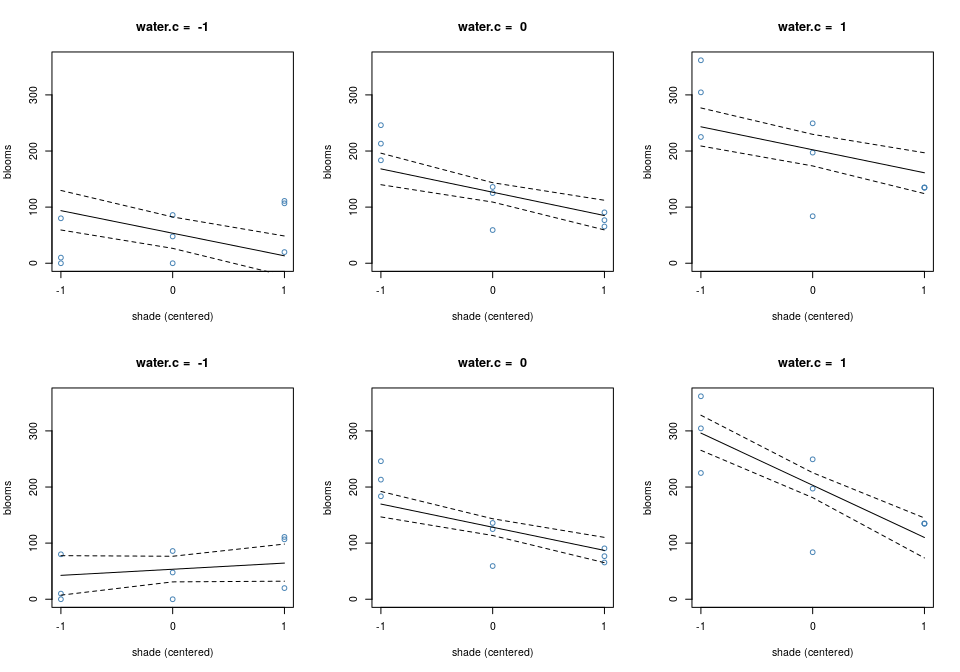 water.c =  -1
water.c =  0
water.c =  1
blooms
300
200
100
0
-1
0
1
shade (centered)
blooms
300
200
100
0
-1
0
1
shade (centered)
blooms
300
200
100
0
-1
0
1
shade (centered)
water.c =  -1
water.c =  0
water.c =  1
blooms
300
200
100
0
-1
0
1
shade (centered)
blooms
300
200
100
0
-1
0
1
shade (centered)
blooms
300
200
100
0
-1
0
1
shade (centered)